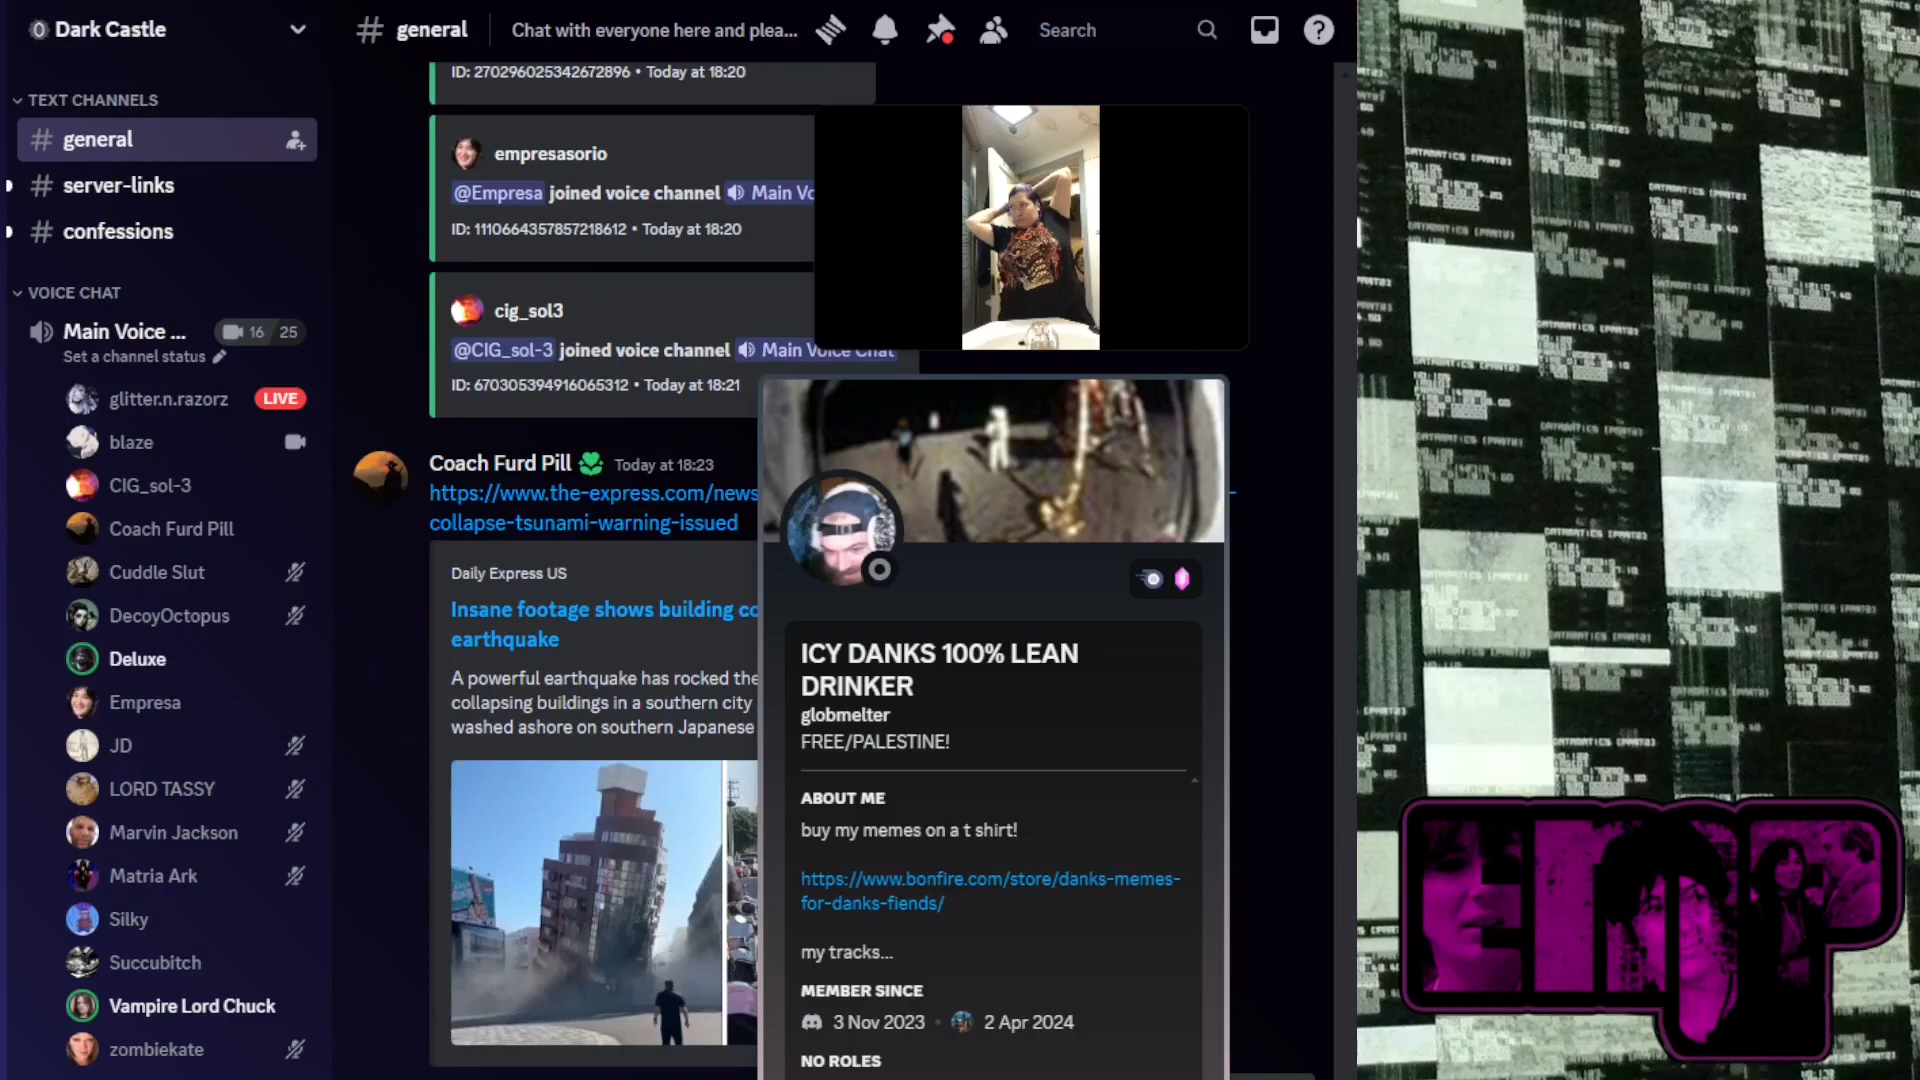 Dark Castle
TEXT CHANNELS
general
server-links
confessions
VOICE CHAT
Main Voice ...
16 25
Set a channel status
glitter.n.razorz LIVE
blaze
CIG_sol-3
Coach Furd Pill
Cuddle Slut
DecoyOctopus
Deluxe
Empresa
JD
LORD TASSY
Marvin Jackson
Matria Ark
Silky
Succubitch
Vampire Lord Chuck
zombiekate
# general
Chat with everyone here and plea...
Search
ID: 270296025342672896 • Today at 18:20
empresasorio
@Empresa joined voice channel Main Vo
ID: 1110664357857218612 • Today at 18:20
cig_sol3
@CIG_sol-3 joined voice channel Main Voice Chat
ID: 670305394916065312 • Today at 18:21
Coach Furd Pill Today at 18:23
https://www.the-express.com/news
collapse-tsunami-warning-issued
Daily Express US
Insane footage shows building co
earthquake
A powerful earthquake has rocked the
collapsing buildings in a southern city
washed ashore on southern Japanese
ICY DANKS 100% LEAN
DRINKER
globmelter
FREE/PALESTINE!
ABOUT ME
buy my memes on a t shirt!
https://www.bonfire.com/store/danks-memes-
for-danks-fiends/
my tracks...
MEMBER SINCE
3 Nov 2023 • 2 Apr 2024
NO ROLES
EMP